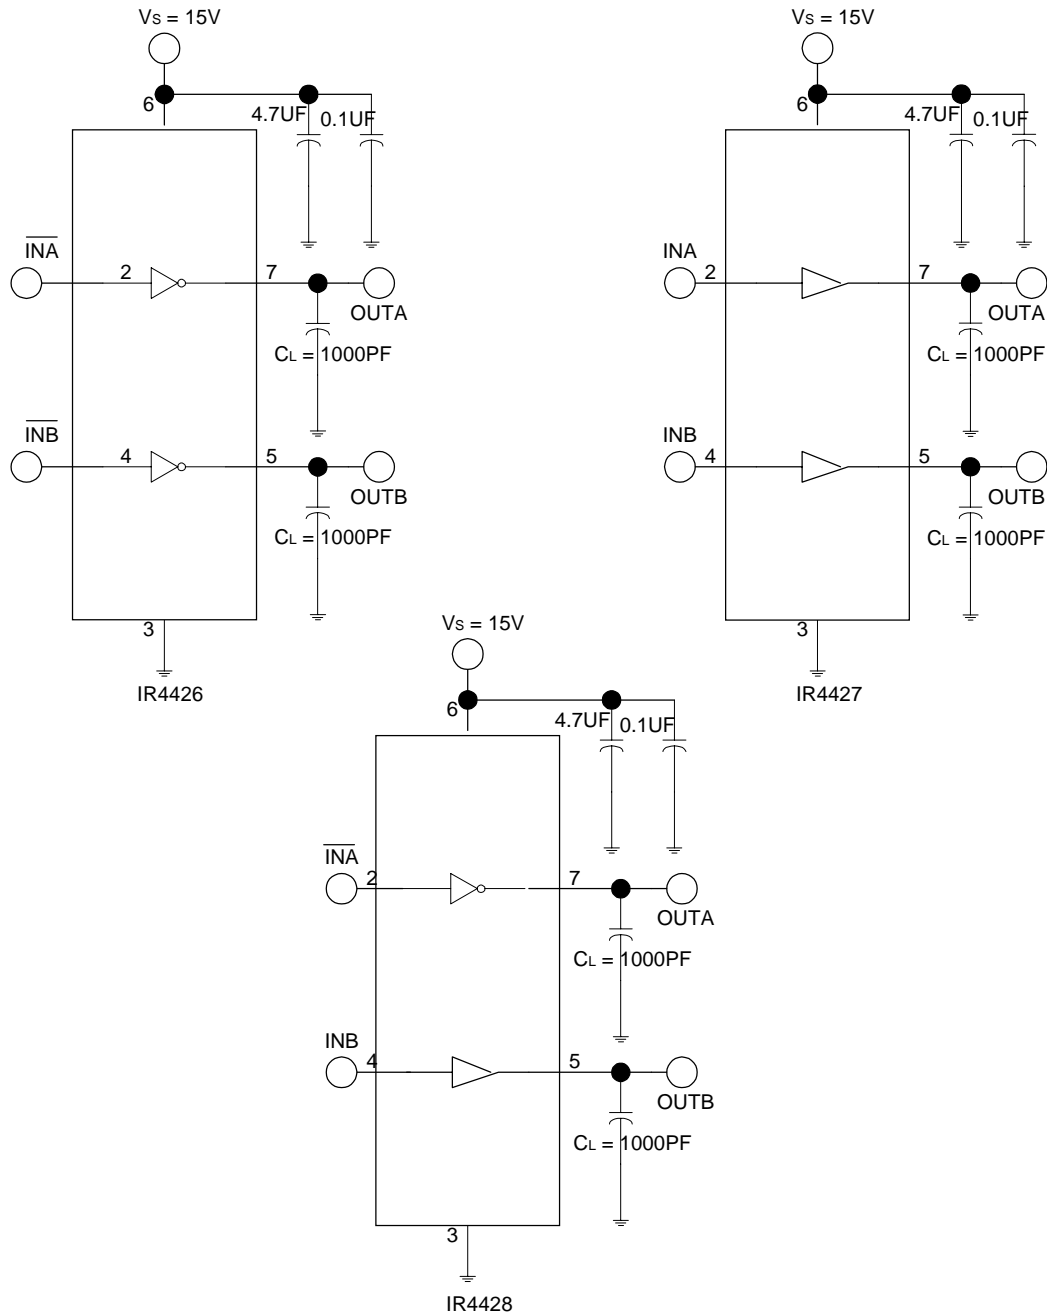 VS = 15V
6
4.7UF
0.1UF
INA
2
7
OUTA
CL = 1000PF
INB
4
5
OUTB
CL = 1000PF
3
IR4426
VS = 15V
6
4.7UF
0.1UF
INA
2
7
OUTA
CL = 1000PF
INB
4
5
OUTB
CL = 1000PF
3
IR4427
VS = 15V
6
4.7UF
0.1UF
INA
2
7
OUTA
CL = 1000PF
INB
4
5
OUTB
CL = 1000PF
3
IR4428